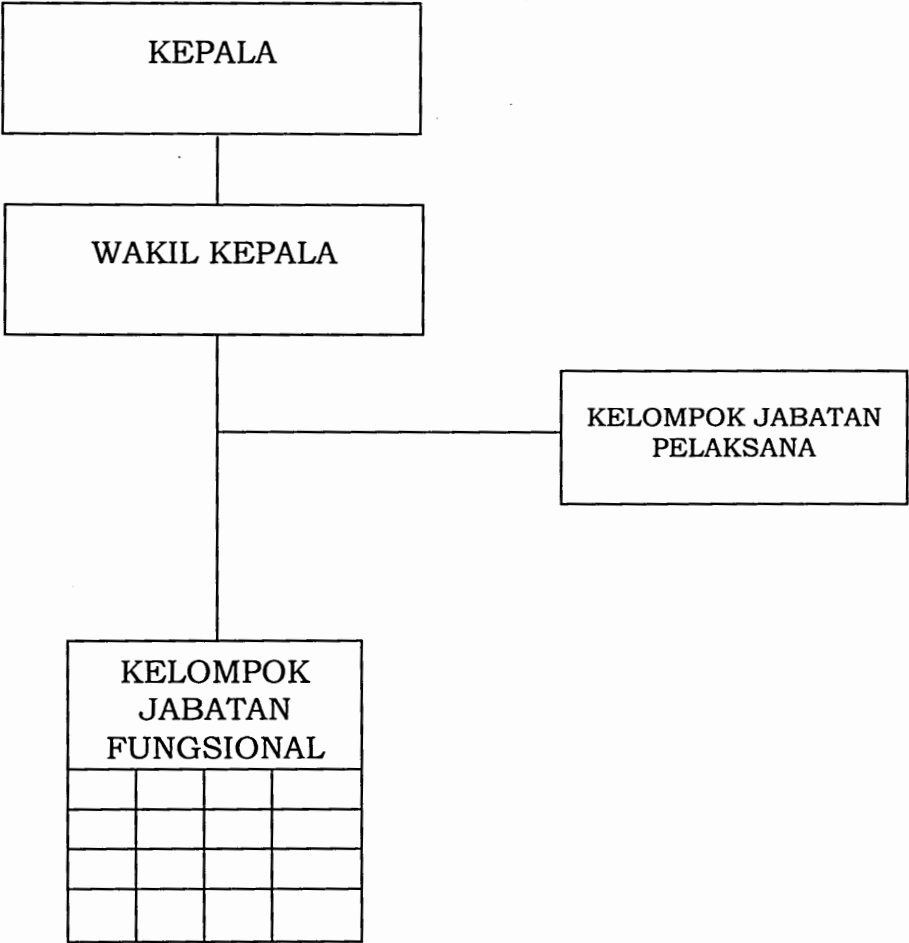 KEPALA
WAKIL KEPALA
KELOMPOK JABATAN
PELAKSANA
KELOMPOK
JABATAN
FUNGSIONAL